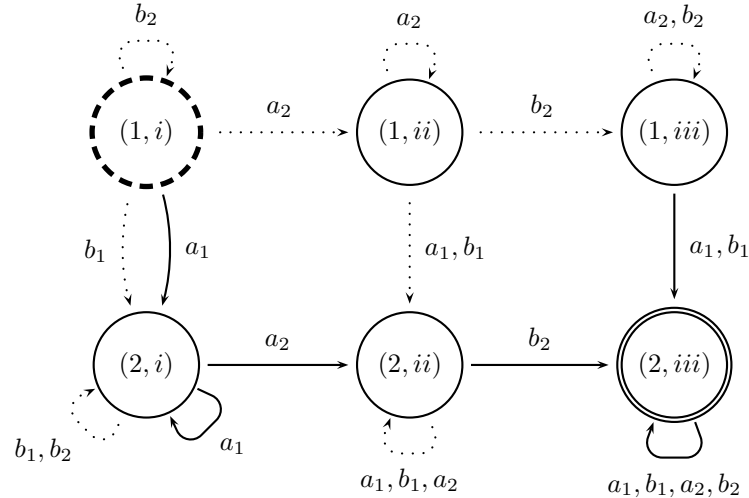 b₂
a₂
a₂, b₂
(1, i)
a₂
(1, ii)
b₂
(1, iii)
b₁
a₁
a₁, b₁
a₁, b₁
(2, i)
a₂
(2, ii)
b₂
(2, iii)
b₁, b₂
a₁
a₁, b₁, a₂
a₁, b₁, a₂, b₂